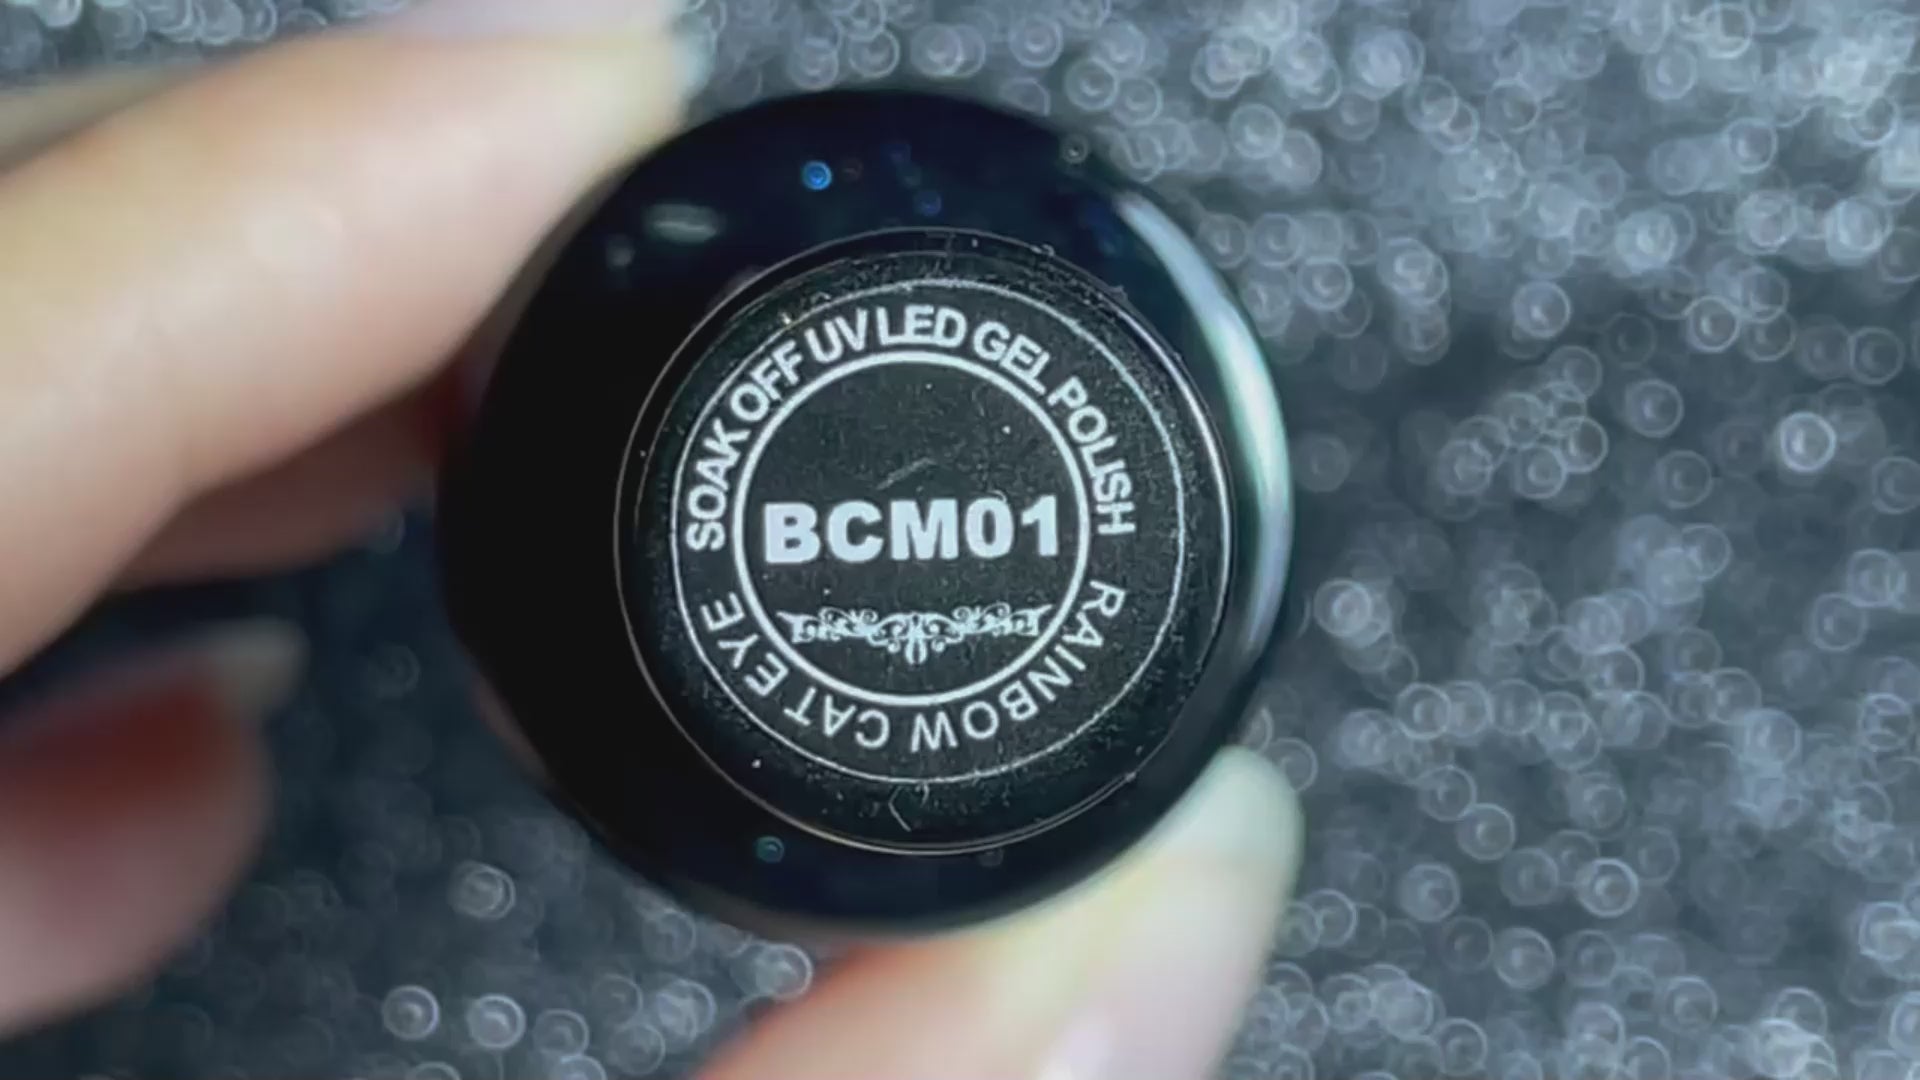 SOAK OFF UV LED GEL POLISH
BCM01
RAINBOW CAT EYE